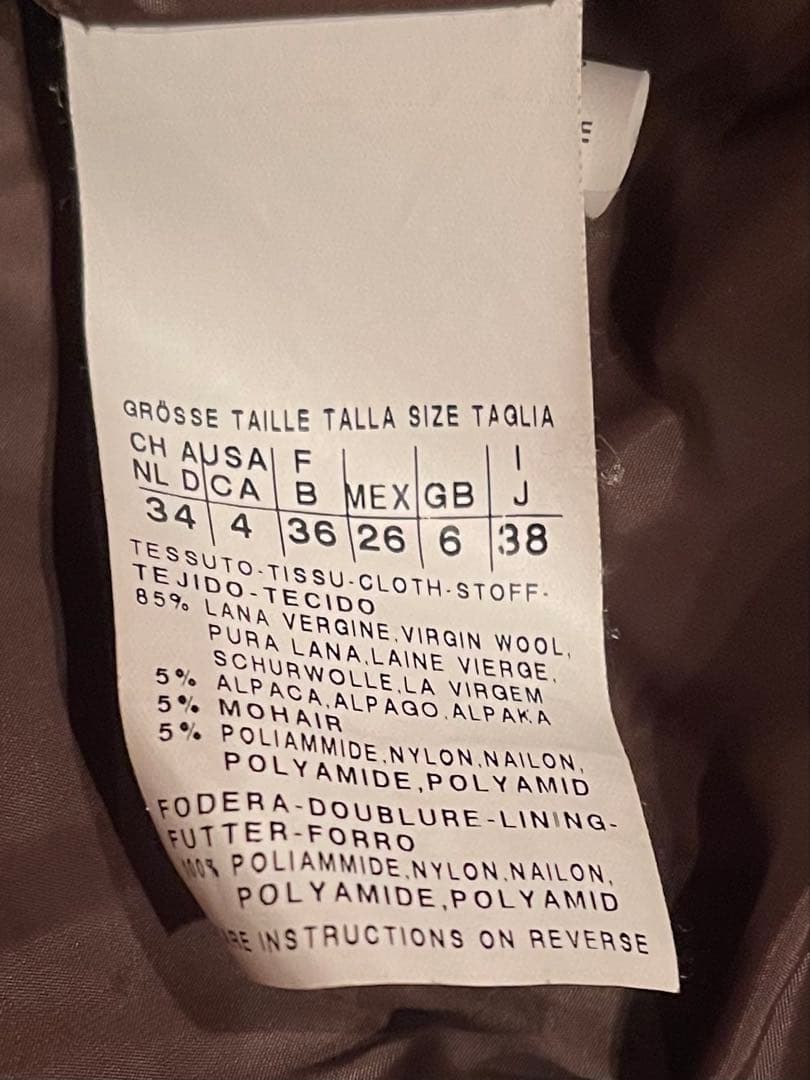 GRÖSSE TAILLE TALLA SIZE TAGLIA
CH A USA F I
NL D CA B MEX GB J
34 4 36 26 6 38
TESSUTO-TISSU-CLOTH-STOFF-
TEJIDO-TECIDO
85% LANA VERGINE,VIRGIN WOOL,
PURA LANA,LAINE VIERGE,
SCHURWOLLE,LA VIRGEM
5% ALPACA,ALPAGO,ALPAKA
5% MOHAIR
5% POLIAMMIDE,NYLON,NAILON,
POLYAMIDE,POLYAMID
FODERA-DOUBLURE-LINING-
FUTTER-FORRO
100% POLIAMMIDE,NYLON,NAILON,
POLYAMIDE,POLYAMID
RE INSTRUCTIONS ON REVERSE